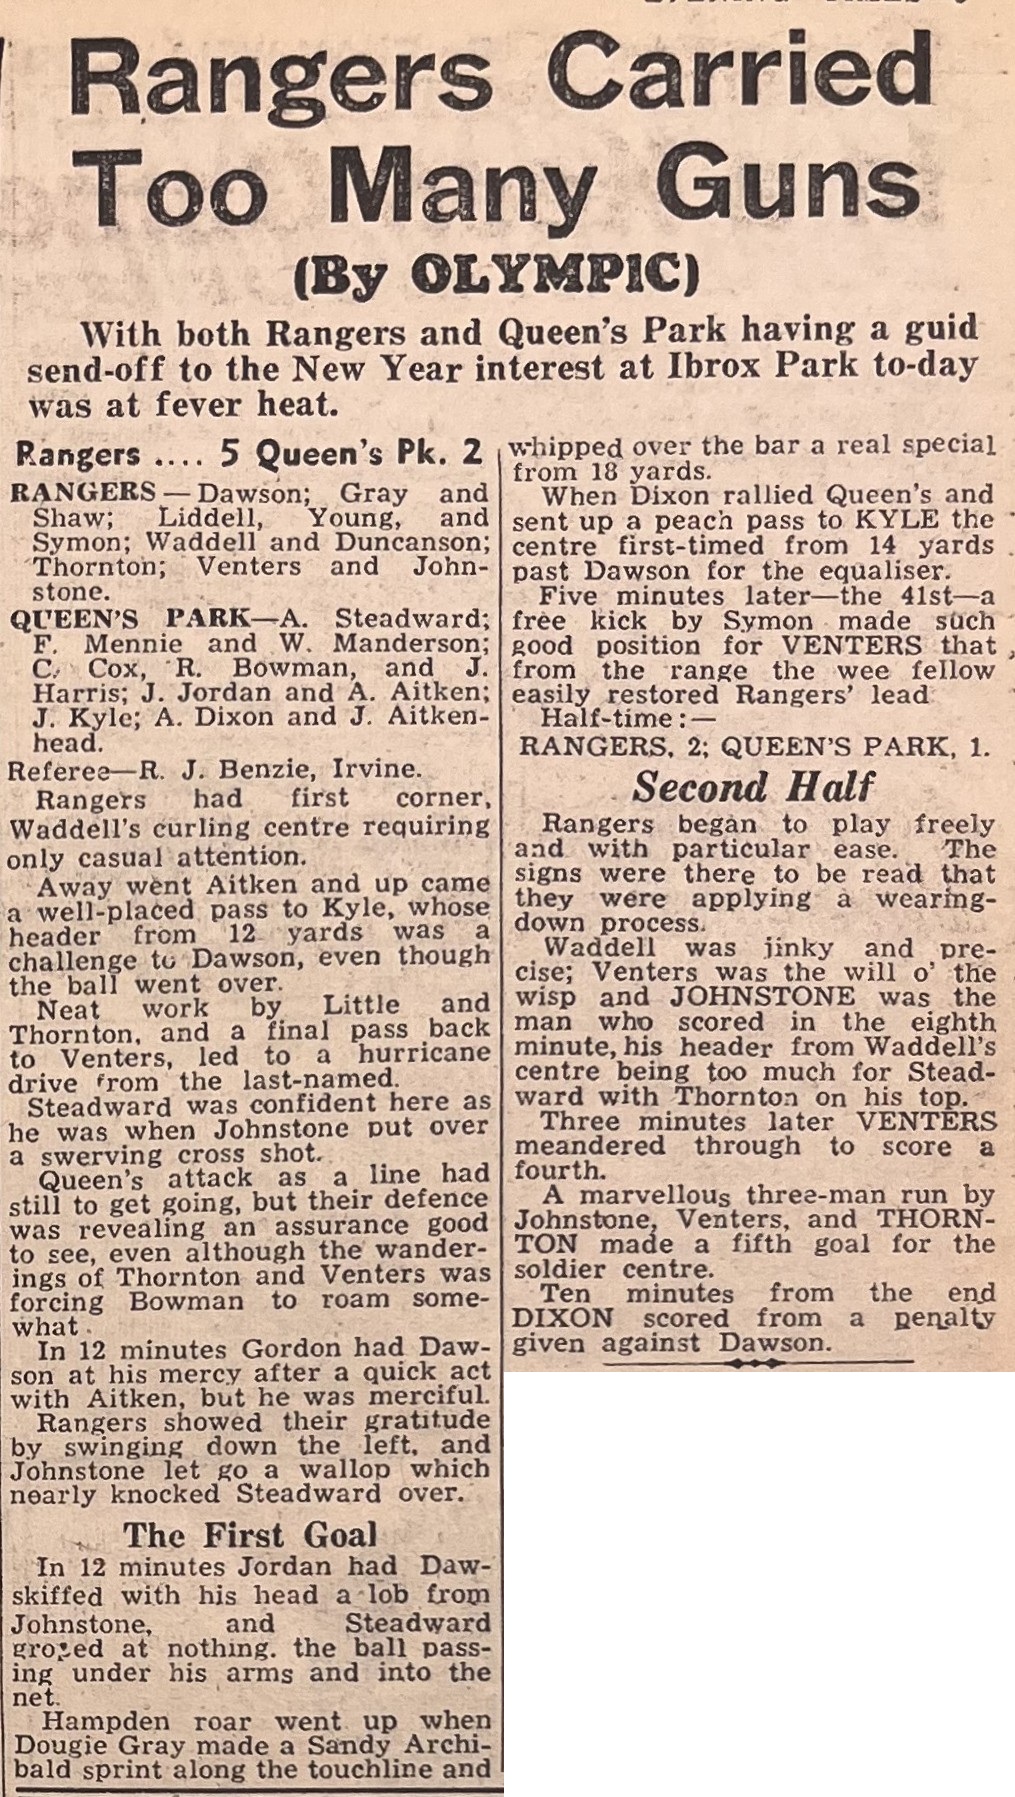 Rangers Carried
Too Many Guns
(By OLYMPIC)
With both Rangers and Queen's Park having a guid
send-off to the New Year interest at Ibrox Park to-day
was at fever heat.
Rangers .... 5 Queen's Pk. 2
RANGERS — Dawson; Gray and
Shaw; Liddell, Young, and
Symon; Waddell and Duncanson;
Thornton; Venters and John-
stone.
QUEEN'S PARK—A. Steadward;
F. Mennie and W. Manderson;
C. Cox, R. Bowman, and J.
Harris; J. Jordan and A. Aitken;
J. Kyle; A. Dixon and J. Aitken-
head.
Referee—R. J. Benzie, Irvine.
Rangers had first corner,
Waddell's curling centre requiring
only casual attention.
Away went Aitken and up came
a well-placed pass to Kyle, whose
header from 12 yards was a
challenge to Dawson, even though
the ball went over.
Neat work by Little and
Thornton, and a final pass back
to Venters, led to a hurricane
drive from the last-named.
Steadward was confident here as
he was when Johnstone put over
a swerving cross shot.
Queen's attack as a line had
still to get going, but their defence
was revealing an assurance good
to see, even although the wander-
ings of Thornton and Venters was
forcing Bowman to roam some-
what.
In 12 minutes Gordon had Daw-
son at his mercy after a quick act
with Aitken, but he was merciful.
Rangers showed their gratitude
by swinging down the left, and
Johnstone let go a wallop which
nearly knocked Steadward over.
The First Goal
In 12 minutes Jordan had Daw-
skiffed with his head a lob from
Johnstone, and Steadward
groped at nothing. the ball pass-
ing under his arms and into the
net.
Hampden roar went up when
Dougie Gray made a Sandy Archi-
bald sprint along the touchline and
whipped over the bar a real special
from 18 yards.
When Dixon rallied Queen's and
sent up a peach pass to KYLE the
centre first-timed from 14 yards
past Dawson for the equaliser.
Five minutes later—the 41st—a
free kick by Symon made such
good position for VENTERS that
from the range the wee fellow
easily restored Rangers' lead
Half-time:—
RANGERS, 2; QUEEN'S PARK, 1.
Second Half
Rangers began to play freely
and with particular ease. The
signs were there to be read that
they were applying a wearing-
down process.
Waddell was jinky and pre-
cise; Venters was the will o' the
wisp and JOHNSTONE was the
man who scored in the eighth
minute, his header from Waddell's
centre being too much for Stead-
ward with Thornton on his top.
Three minutes later VENTERS
meandered through to score a
fourth.
A marvellous three-man run by
Johnstone, Venters, and THORN-
TON made a fifth goal for the
soldier centre.
Ten minutes from the end
DIXON scored from a penalty
given against Dawson.